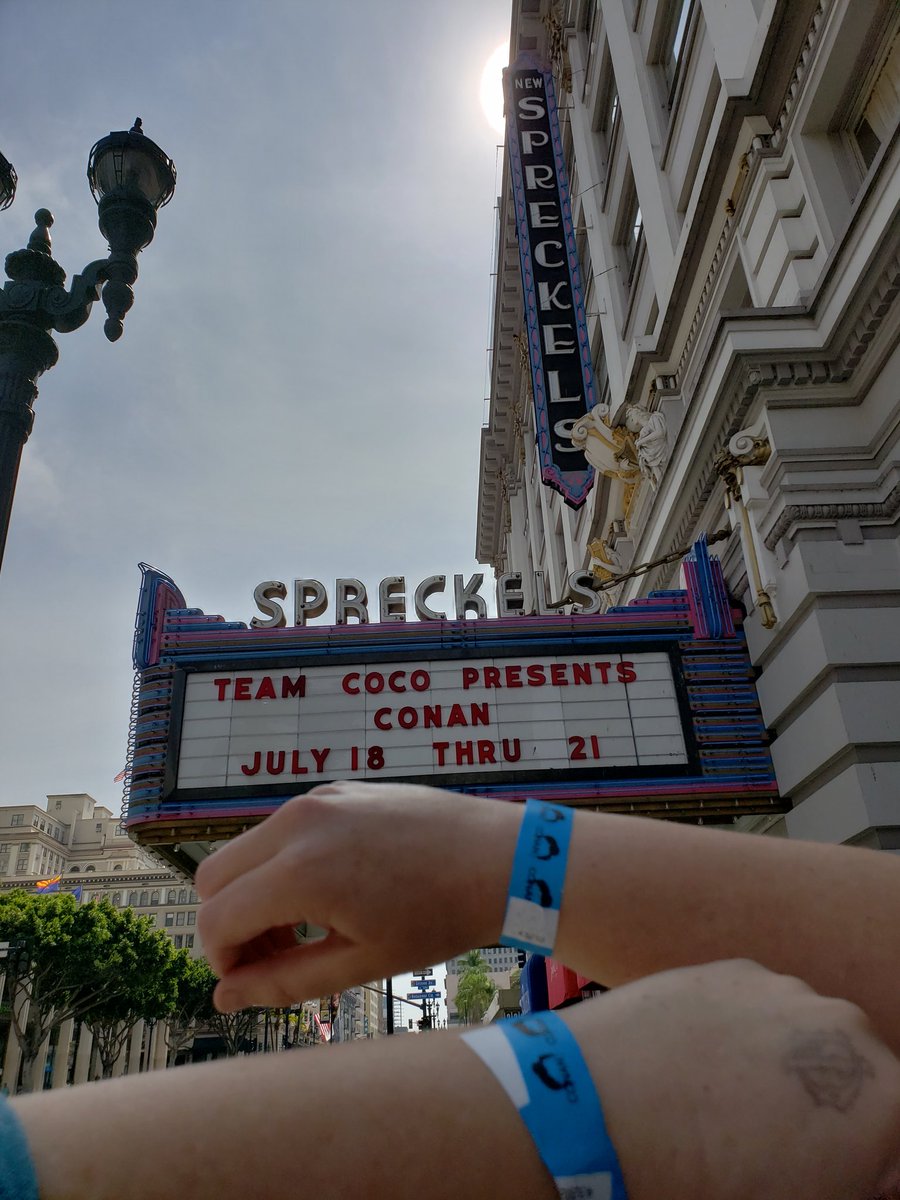 NEW
SPRECKELS
SPRECKELS
TEAM COCO PRESENTS
CONAN
JULY 18 THRU 21